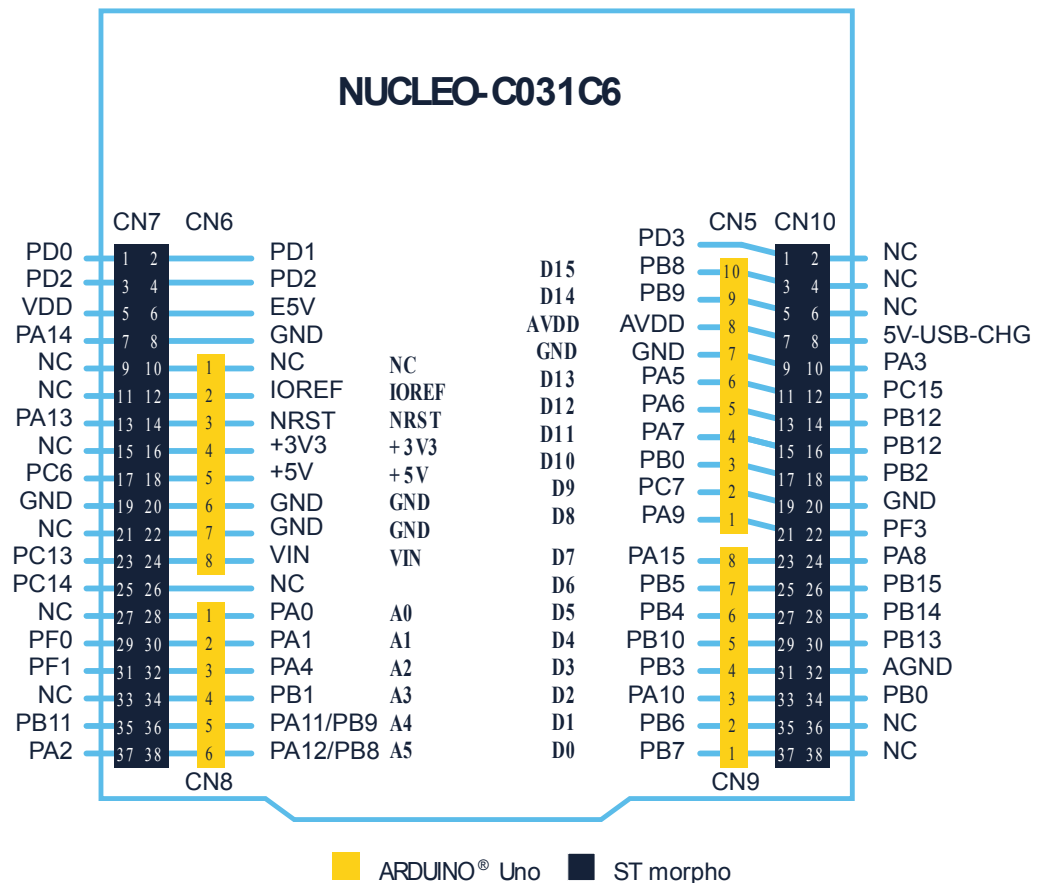 NUCLEO-C031C6
CN7 CN6 CN5 CN10
PD0 1 2 PD1 PD3 1 2 NC
PD2 3 4 PD2 D15 PB8 10 3 4 NC
VDD 5 6 E5V D14 PB9 9 5 6 NC
PA14 7 8 GND AVDD AVDD 8 7 8 5V-USB-CHG
NC 9 10 1 NC NC GND GND 7 9 10 PA3
NC 11 12 2 IOREF IOREF D13 PA5 6 11 12 PC15
PA13 13 14 3 NRST NRST D12 PA6 5 13 14 PB12
NC 15 16 4 +3V3 +3V3 D11 PA7 4 15 16 PB12
PC6 17 18 5 +5V +5V D10 PB0 3 17 18 PB2
GND 19 20 6 GND GND D9 PC7 2 19 20 GND
NC 21 22 7 GND GND D8 PA9 1 21 22 PF3
PC13 23 24 8 VIN VIN D7 PA15 8 23 24 PA8
PC14 25 26 NC D6 PB5 7 25 26 PB15
NC 27 28 1 PA0 A0 D5 PB4 6 27 28 PB14
PF0 29 30 2 PA1 A1 D4 PB10 5 29 30 PB13
PF1 31 32 3 PA4 A2 D3 PB3 4 31 32 AGND
NC 33 34 4 PB1 A3 D2 PA10 3 33 34 PB0
PB11 35 36 5 PA11/PB9 A4 D1 PB6 2 35 36 NC
PA2 37 38 6 PA12/PB8 A5 D0 PB7 1 37 38 NC
CN8 CN9
ARDUINO® Uno ST morpho